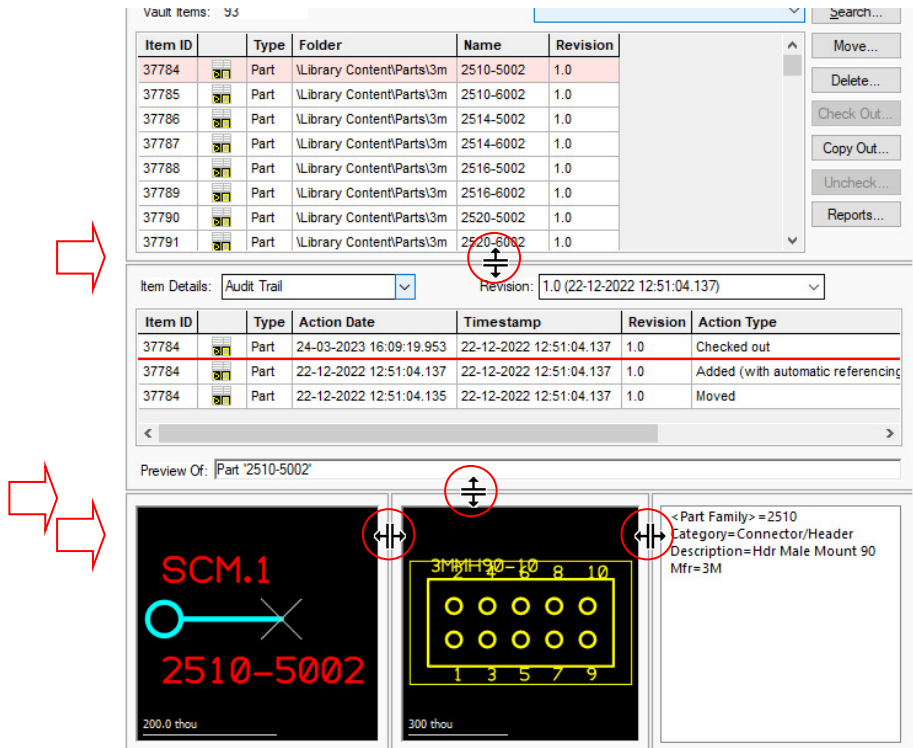 Vault Items: 93
Search...
Item ID Type Folder Name Revision
Move...
37784 Part \Library Content\Parts\3m 2510-5002 1.0
Delete...
37785 Part \Library Content\Parts\3m 2510-6002 1.0
37786 Part \Library Content\Parts\3m 2514-5002 1.0
Check Out...
37787 Part \Library Content\Parts\3m 2514-6002 1.0
Copy Out...
37788 Part \Library Content\Parts\3m 2516-5002 1.0
Uncheck...
37789 Part \Library Content\Parts\3m 2516-6002 1.0
37790 Part \Library Content\Parts\3m 2520-5002 1.0
Reports...
37791 Part \Library Content\Parts\3m 2520-6002 1.0
Item Details: Audit Trail Revision: 1.0 (22-12-2022 12:51:04.137)
Item ID Type Action Date Timestamp Revision Action Type
37784 Part 24-03-2023 16:09:19.953 22-12-2022 12:51:04.137 1.0 Checked out
37784 Part 22-12-2022 12:51:04.137 22-12-2022 12:51:04.137 1.0 Added (with automatic referencing
37784 Part 22-12-2022 12:51:04.135 22-12-2022 12:51:04.137 1.0 Moved
Preview Of: Part '2510-5002'
SCM.1
2510-5002
200.0 thou
3MMH90-10
2 4 6 8 10
1 3 5 7 9
300 thou
<Part Family>=2510
Category=Connector/Header
Description=Hdr Male Mount 90
Mfr=3M